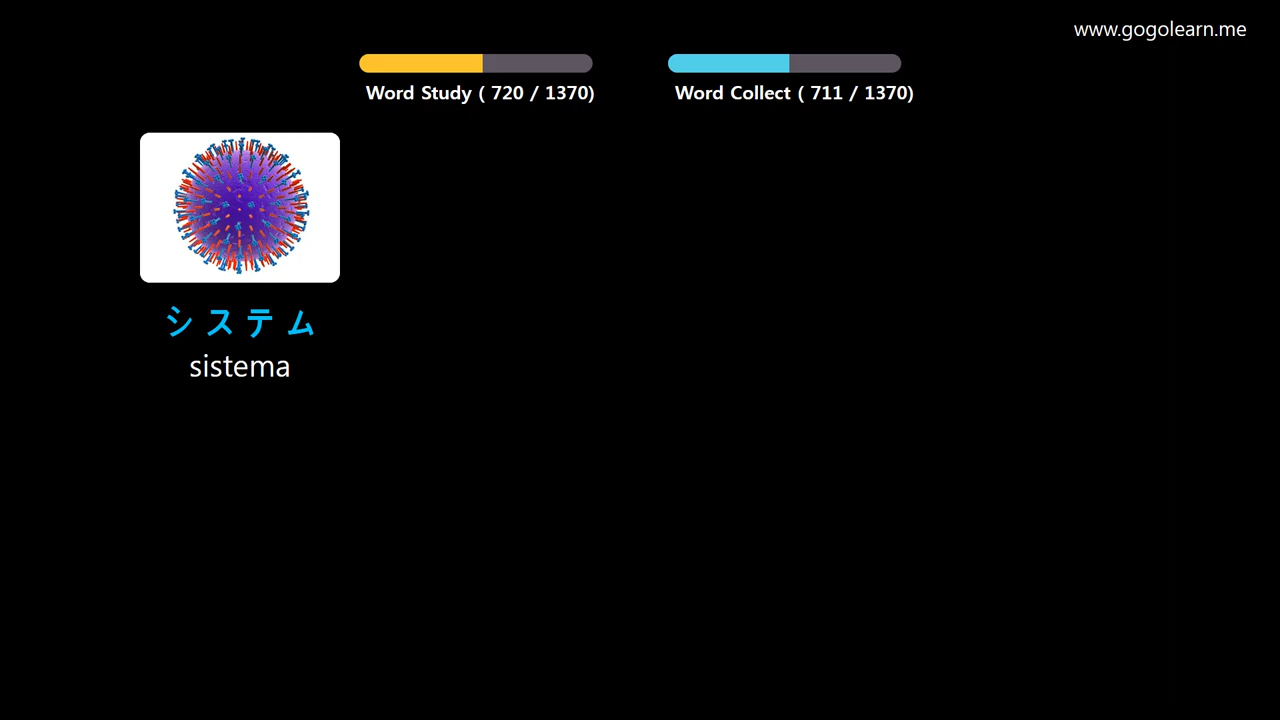 www.gogolearn.me
Word Study ( 720 / 1370)
Word Collect ( 711 / 1370)
システム
sistema